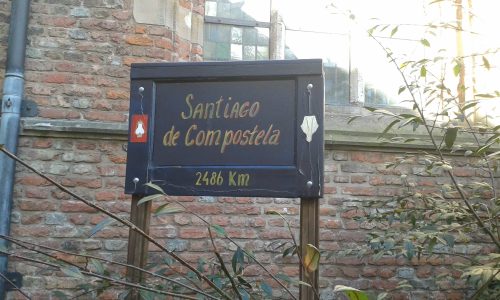 Santiago
de Compostela
2486 Km